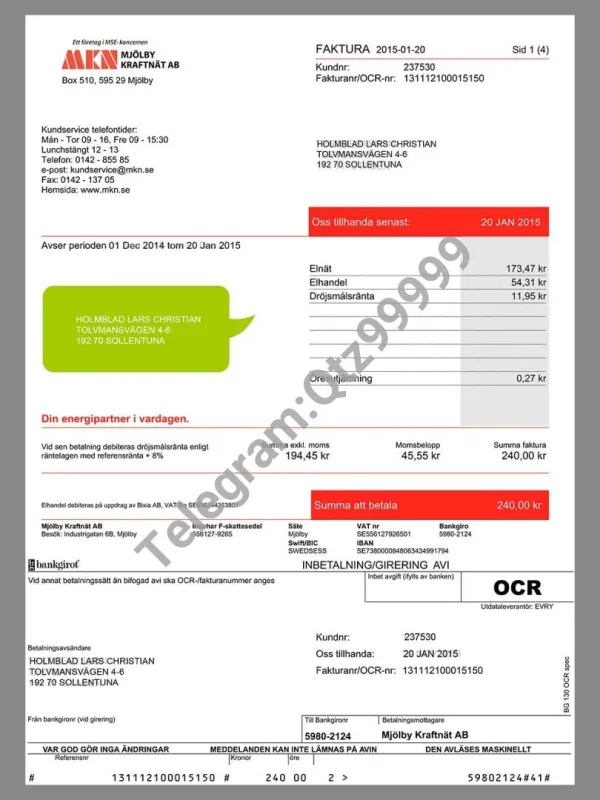 Ett företag i MSE-koncernen
MKN MJÖLBY KRAFTNÄT AB
Box 510, 595 29 Mjölby
FAKTURA 2015-01-20 Sid 1 (4)
Kundnr: 237530
Fakturanr/OCR-nr: 131112100015150
Kundservice telefontider:
Mån - Tor 09 - 16, Fre 09 - 15:30
Lunchstängt 12 - 13
Telefon: 0142 - 855 85
e-post: kundservice@mkn.se
Fax: 0142 - 137 05
Hemsida: www.mkn.se
HOLMBLAD LARS CHRISTIAN
TOLVMANSVÄGEN 4-6
192 70 SOLLENTUNA
Oss tillhanda senast: 20 JAN 2015
Avser perioden 01 Dec 2014 tom 20 Jan 2015
Elnät 173,47 kr
Elhandel 54,31 kr
Dröjsmålsränta 11,95 kr
HOLMBLAD LARS CHRISTIAN
TOLVMANSVÄGEN 4-6
192 70 SOLLENTUNA
Öresutjämning 0,27 kr
Din energipartner i vardagen.
Vid sen betalning debiteras dröjsmålsränta enligt
räntelagen med referensränta + 8%
Summa exkl. moms Momsbelopp Summa faktura
194,45 kr 45,55 kr 240,00 kr
Elhandel debiteras på uppdrag av Bixia AB, VAT
Summa att betala 240,00 kr
Mjölby Kraftnät AB Innehar F-skattesedel Säte VAT nr Bankgiro
Besök: Industrigatan 6B, Mjölby 556127-9265 Mjölby SE556127926501 5980-2124
Swift/BIC IBAN
SWEDSESS SE7380000848063434991794
bankgirot INBETALNING/GIRERING AVI
Vid annat betalningssätt än bifogad avi ska OCR-/fakturanummer anges
Inbet avgift (ifylls av banken)
OCR
Utdataleverantör: EVRY
Kundnr: 237530
Oss tillhanda: 20 JAN 2015
Fakturanr/OCR-nr: 131112100015150
Betalningsavsändare
HOLMBLAD LARS CHRISTIAN
TOLVMANSVÄGEN 4-6
192 70 SOLLENTUNA
BG 130 OCR spec
Från bankgironr (vid girering)
Till Bankgironr Betalningsmottagare
5980-2124 Mjölby Kraftnät AB
VAR GOD GÖR INGA ÄNDRINGAR MEDDELANDEN KAN INTE LÄMNAS PÅ AVIN DEN AVLÄSES MASKINELLT
Referensnr Kronor öre
# 131112100015150 # 240 00 2 > 59802124#41#
Telegram:Qtz99999